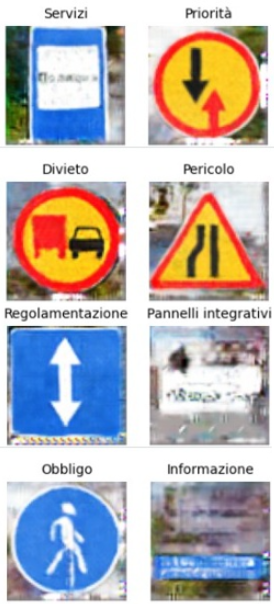 Servizi
Priorità
Divieto
Pericolo
Regolamentazione
Pannelli integrativi
Obbligo
Informazione